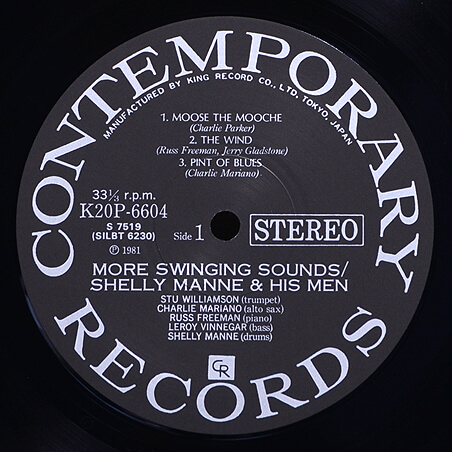 CONTEMPORARY
MANUFACTURED BY KING RECORD CO., LTD. TOKYO, JAPAN
1. MOOSE THE MOOCHE
(Charlie Parker)
2. THE WIND
(Russ Freeman, Jerry Gladstone)
3. PINT OF BLUES
(Charlie Mariano)
33⅓ r.p.m.
K20P-6604
S 7519
(SILBT 6230)
Ⓟ 1981
Side 1
STEREO
MORE SWINGING SOUNDS/
SHELLY MANNE & HIS MEN
STU WILLIAMSON (trumpet)
CHARLIE MARIANO (alto sax)
RUSS FREEMAN (piano)
LEROY VINNEGAR (bass)
SHELLY MANNE (drums)
CR
RECORDS